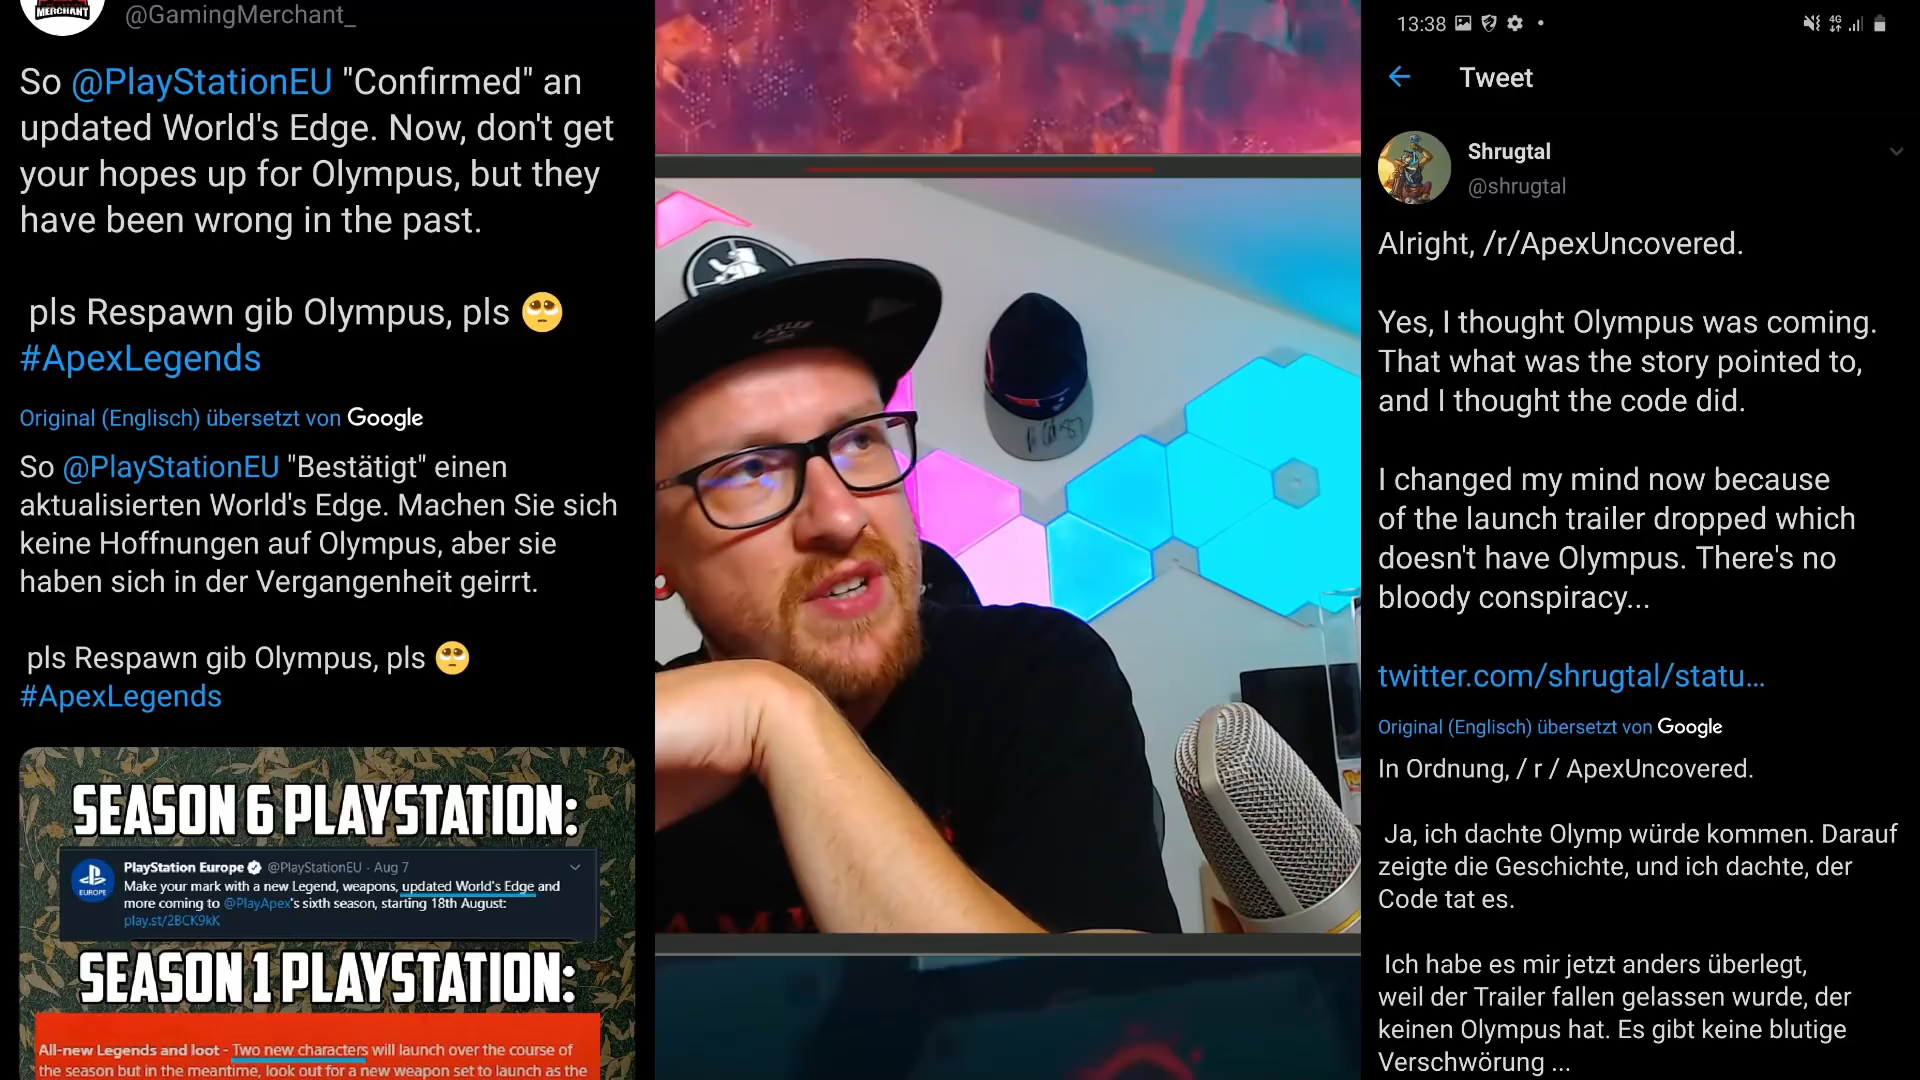 MERCHANT
@GamingMerchant_
So @PlayStationEU "Confirmed" an
updated World's Edge. Now, don't get
your hopes up for Olympus, but they
have been wrong in the past.
pls Respawn gib Olympus, pls 🥺
#ApexLegends
Original (Englisch) übersetzt von Google
So @PlayStationEU "Bestätigt" einen
aktualisierten World's Edge. Machen Sie sich
keine Hoffnungen auf Olympus, aber sie
haben sich in der Vergangenheit geirrt.
pls Respawn gib Olympus, pls 🥺
#ApexLegends
SEASON 6 PLAYSTATION:
PlayStation Europe @PlayStationEU · Aug 7
EUROPE
Make your mark with a new Legend, weapons, updated World's Edge and
more coming to @PlayApex's sixth season, starting 18th August:
play.st/2BCK9kK
SEASON 1 PLAYSTATION:
All-new Legends and loot - Two new characters will launch over the course of
the season but in the meantime, look out for a new weapon set to launch as the
13:38
4G
Tweet
Shrugtal
@shrugtal
Alright, /r/ApexUncovered.
Yes, I thought Olympus was coming.
That what was the story pointed to,
and I thought the code did.
I changed my mind now because
of the launch trailer dropped which
doesn't have Olympus. There's no
bloody conspiracy...
twitter.com/shrugtal/statu...
Original (Englisch) übersetzt von Google
In Ordnung, / r / ApexUncovered.
Ja, ich dachte Olymp würde kommen. Darauf
zeigte die Geschichte, und ich dachte, der
Code tat es.
Ich habe es mir jetzt anders überlegt,
weil der Trailer fallen gelassen wurde, der
keinen Olympus hat. Es gibt keine blutige
Verschwörung ...